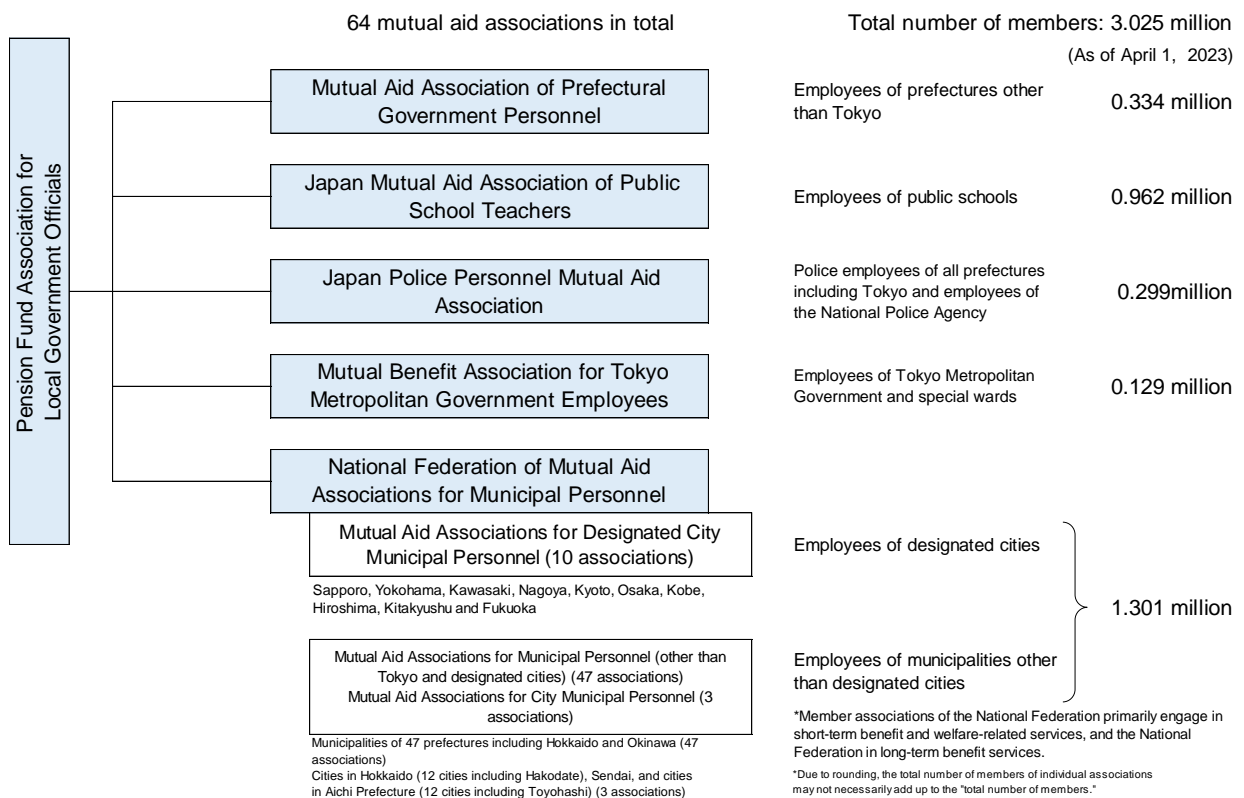 64 mutual aid associations in total
Total number of members: 3.025 million
(As of April 1, 2023)
Pension Fund Association for
Local Government Officials
Mutual Aid Association of Prefectural
Government Personnel
Employees of prefectures other
than Tokyo
0.334 million
Japan Mutual Aid Association of Public
School Teachers
Employees of public schools
0.962 million
Japan Police Personnel Mutual Aid
Association
Police employees of all prefectures
including Tokyo and employees of
the National Police Agency
0.299million
Mutual Benefit Association for Tokyo
Metropolitan Government Employees
Employees of Tokyo Metropolitan
Government and special wards
0.129 million
National Federation of Mutual Aid
Associations for Municipal Personnel
Mutual Aid Associations for Designated City
Municipal Personnel (10 associations)
Employees of designated cities
Sapporo, Yokohama, Kawasaki, Nagoya, Kyoto, Osaka, Kobe,
Hiroshima, Kitakyushu and Fukuoka
1.301 million
Mutual Aid Associations for Municipal Personnel (other than
Tokyo and designated cities) (47 associations)
Mutual Aid Associations for City Municipal Personnel (3
associations)
Employees of municipalities other
than designated cities
Municipalities of 47 prefectures including Hokkaido and Okinawa (47
associations)
Cities in Hokkaido (12 cities including Hakodate), Sendai, and cities
in Aichi Prefecture (12 cities including Toyohashi) (3 associations)
*Member associations of the National Federation primarily engage in
short-term benefit and welfare-related services, and the National
Federation in long-term benefit services.
*Due to rounding, the total number of members of individual associations
may not necessarily add up to the "total number of members."